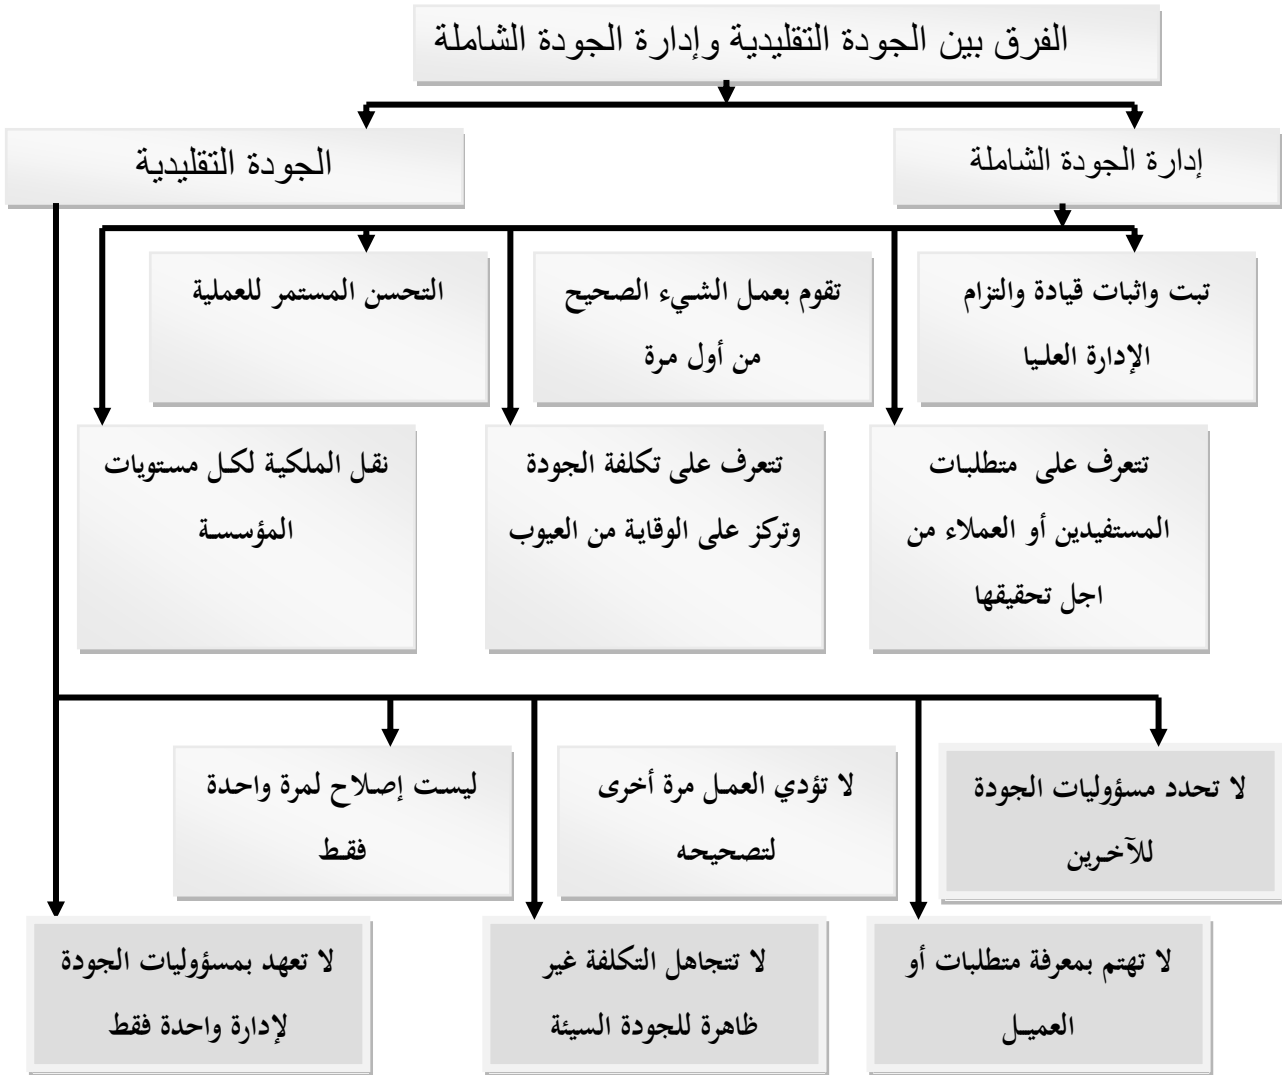 الفرق بين الجودة التقليدية وإدارة الجودة الشاملة
إدارة الجودة الشاملة
الجودة التقليدية
تبت واثبات قيادة والتزام
الإدارة العليا
تقوم بعمل الشيء الصحيح
من أول مرة
التحسن المستمر للعملية
تتعرف على متطلبات
المستفيدين أو العملاء من
اجل تحقيقها
تتعرف على تكلفة الجودة
وتركز على الوقاية من العيوب
نقل الملكية لكل مستويات
المؤسسة
لا تحدد مسؤوليات الجودة
للآخرين
لا تؤدي العمل مرة أخرى
لتصحيحه
ليست إصلاح لمرة واحدة
فقط
لا تهتم بمعرفة متطلبات أو
العميل
لا تتجاهل التكلفة غير
ظاهرة للجودة السيئة
لا تعهد بمسؤوليات الجودة
لإدارة واحدة فقط